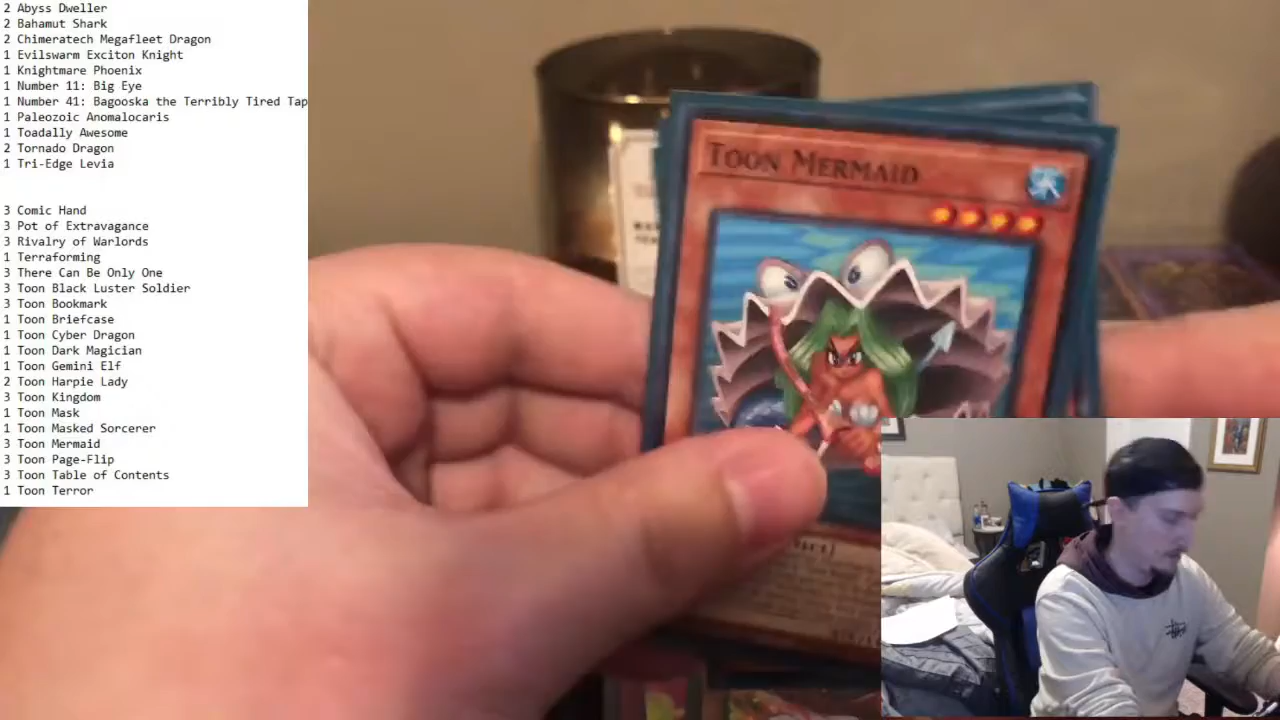 2 Abyss Dweller
2 Bahamut Shark
2 Chimeratech Megafleet Dragon
1 Evilswarm Exciton Knight
1 Knightmare Phoenix
1 Number 11: Big Eye
1 Number 41: Bagooska the Terribly Tired Tap
1 Paleozoic Anomalocaris
1 Toadally Awesome
2 Tornado Dragon
1 Tri-Edge Levia
3 Comic Hand
3 Pot of Extravagance
3 Rivalry of Warlords
1 Terraforming
3 There Can Be Only One
3 Toon Black Luster Soldier
3 Toon Bookmark
1 Toon Briefcase
1 Toon Cyber Dragon
1 Toon Dark Magician
1 Toon Gemini Elf
2 Toon Harpie Lady
3 Toon Kingdom
1 Toon Mask
1 Toon Masked Sorcerer
3 Toon Mermaid
3 Toon Page-Flip
3 Toon Table of Contents
1 Toon Terror
TOON MERMAID